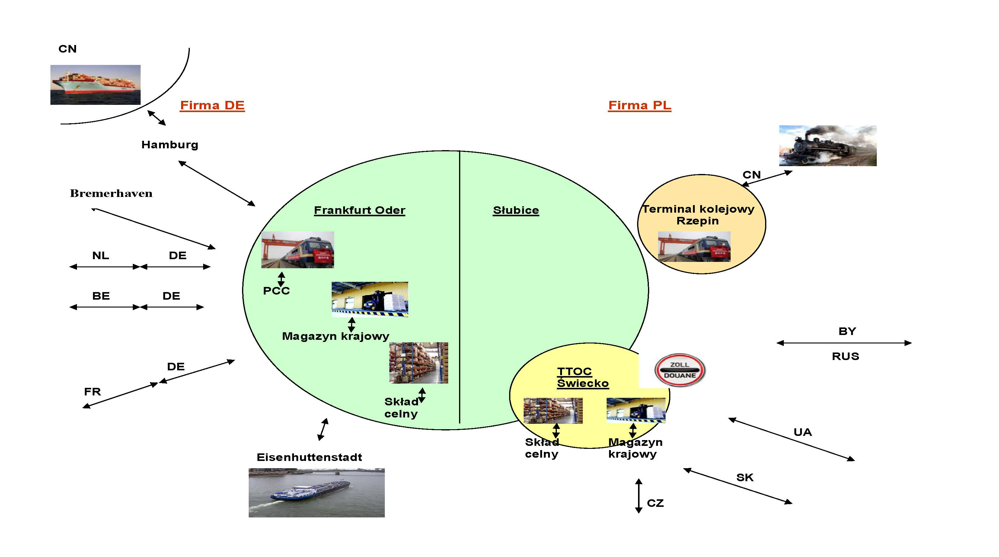 CN
Firma DE
Firma PL
Hamburg
CN
Bremerhaven
Frankfurt Oder
Słubice
Terminal kolejowy
Rzepin
NL
DE
PCC
BE
DE
Magazyn krajowy
BY
RUS
DE
ZOLL
DOUANE
TTOC
Świecko
FR
Skład
celny
UA
Skład
celny
Magazyn
krajowy
Eisenhuttenstadt
SK
CZ